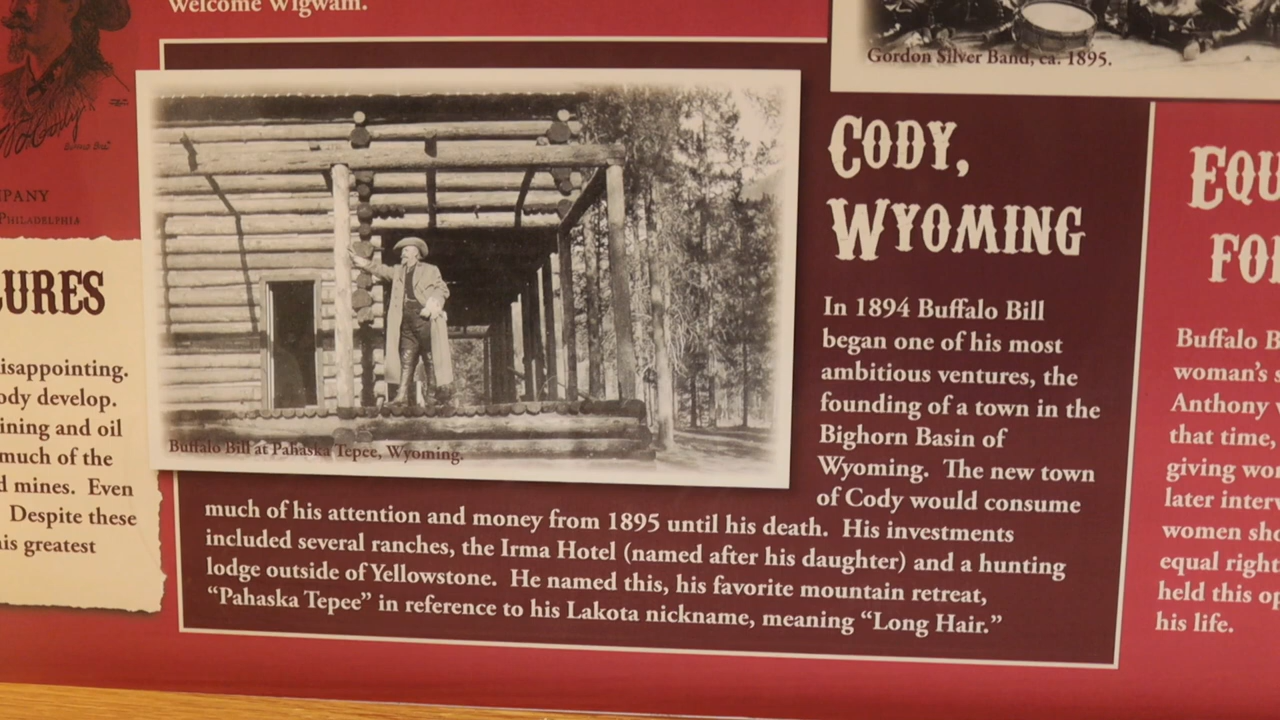 Welcome Wigwam.
Gordon Silver Band, ca. 1895.
Buffalo Bill at Pahaska Tepee, Wyoming.
CODY,
WYOMING
In 1894 Buffalo Bill
began one of his most
ambitious ventures, the
founding of a town in the
Bighorn Basin of
Wyoming. The new town
of Cody would consume
much of his attention and money from 1895 until his death. His investments
included several ranches, the Irma Hotel (named after his daughter) and a hunting
lodge outside of Yellowstone. He named this, his favorite mountain retreat,
“Pahaska Tepee” in reference to his Lakota nickname, meaning “Long Hair.”
PHILADELPHIA
URES
isappointing.
ody develop.
ining and oil
much of the
d mines. Even
Despite these
is greatest
EQU
FO
Buffalo B
woman's s
Anthony
that time,
giving wo
later interv
women sho
equal right
held this op
his life.